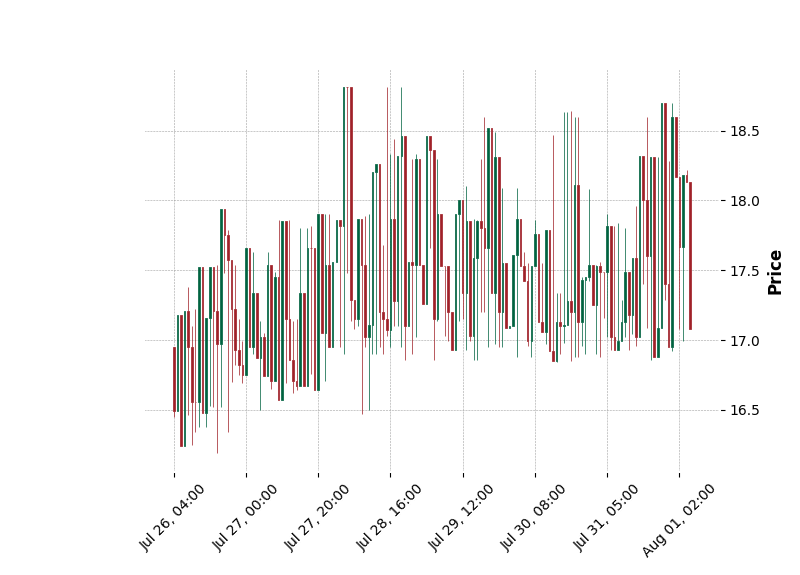 18.5
18.0
17.5
17.0
16.5
Price
Jul 26, 04:00
Jul 27, 00:00
Jul 27, 20:00
Jul 28, 16:00
Jul 29, 12:00
Jul 30, 08:00
Jul 31, 05:00
Aug 01, 02:00